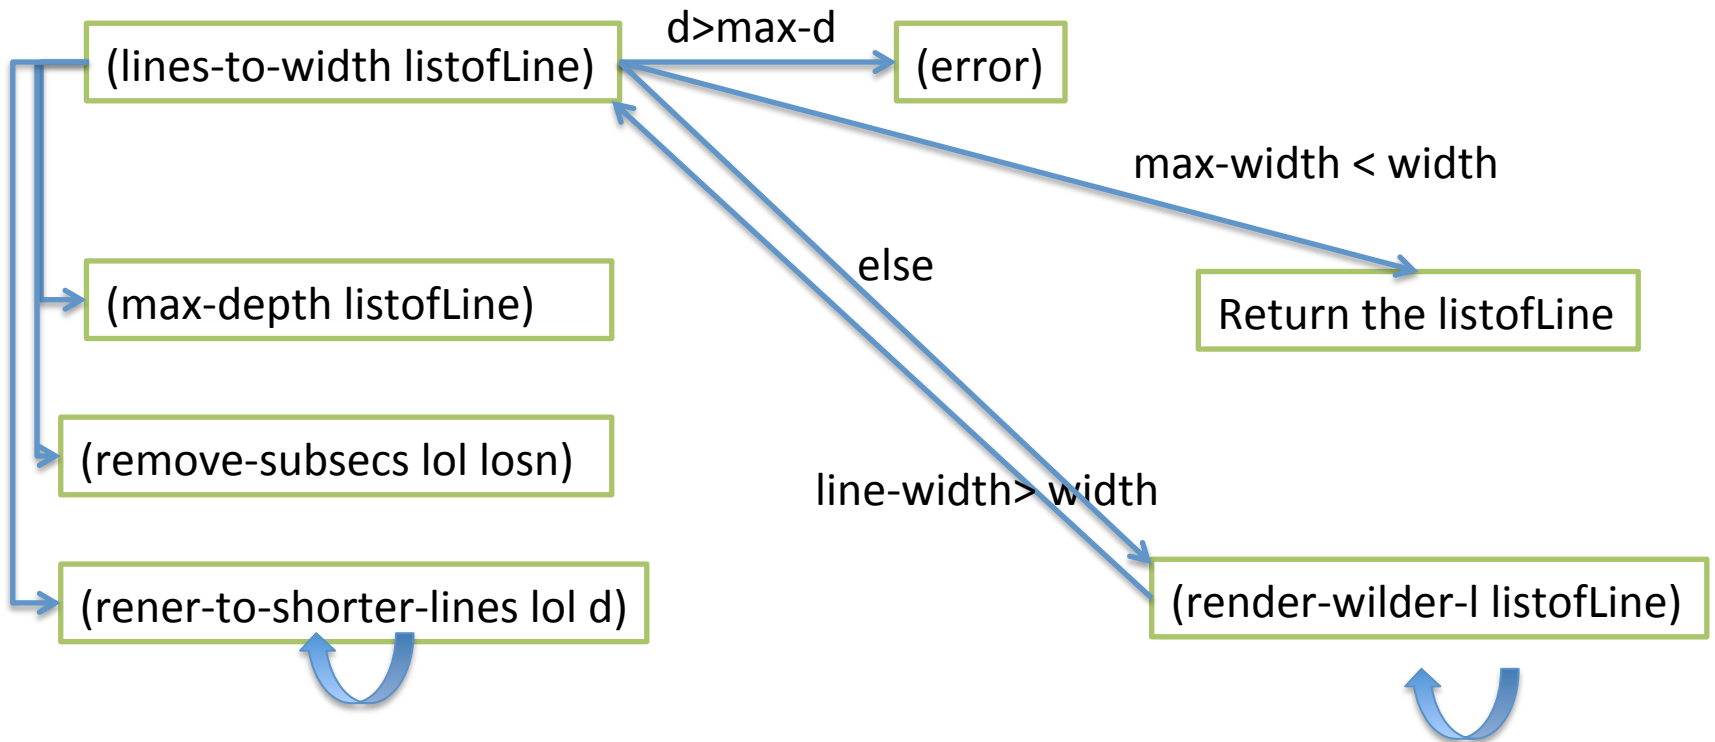 d>max-d
(lines-to-width listofLine)
(error)
max-width < width
else
(max-depth listofLine)
Return the listofLine
(remove-subsecs lol losn)
line-width> width
(rener-to-shorter-lines lol d)
(render-wilder-l listofLine)